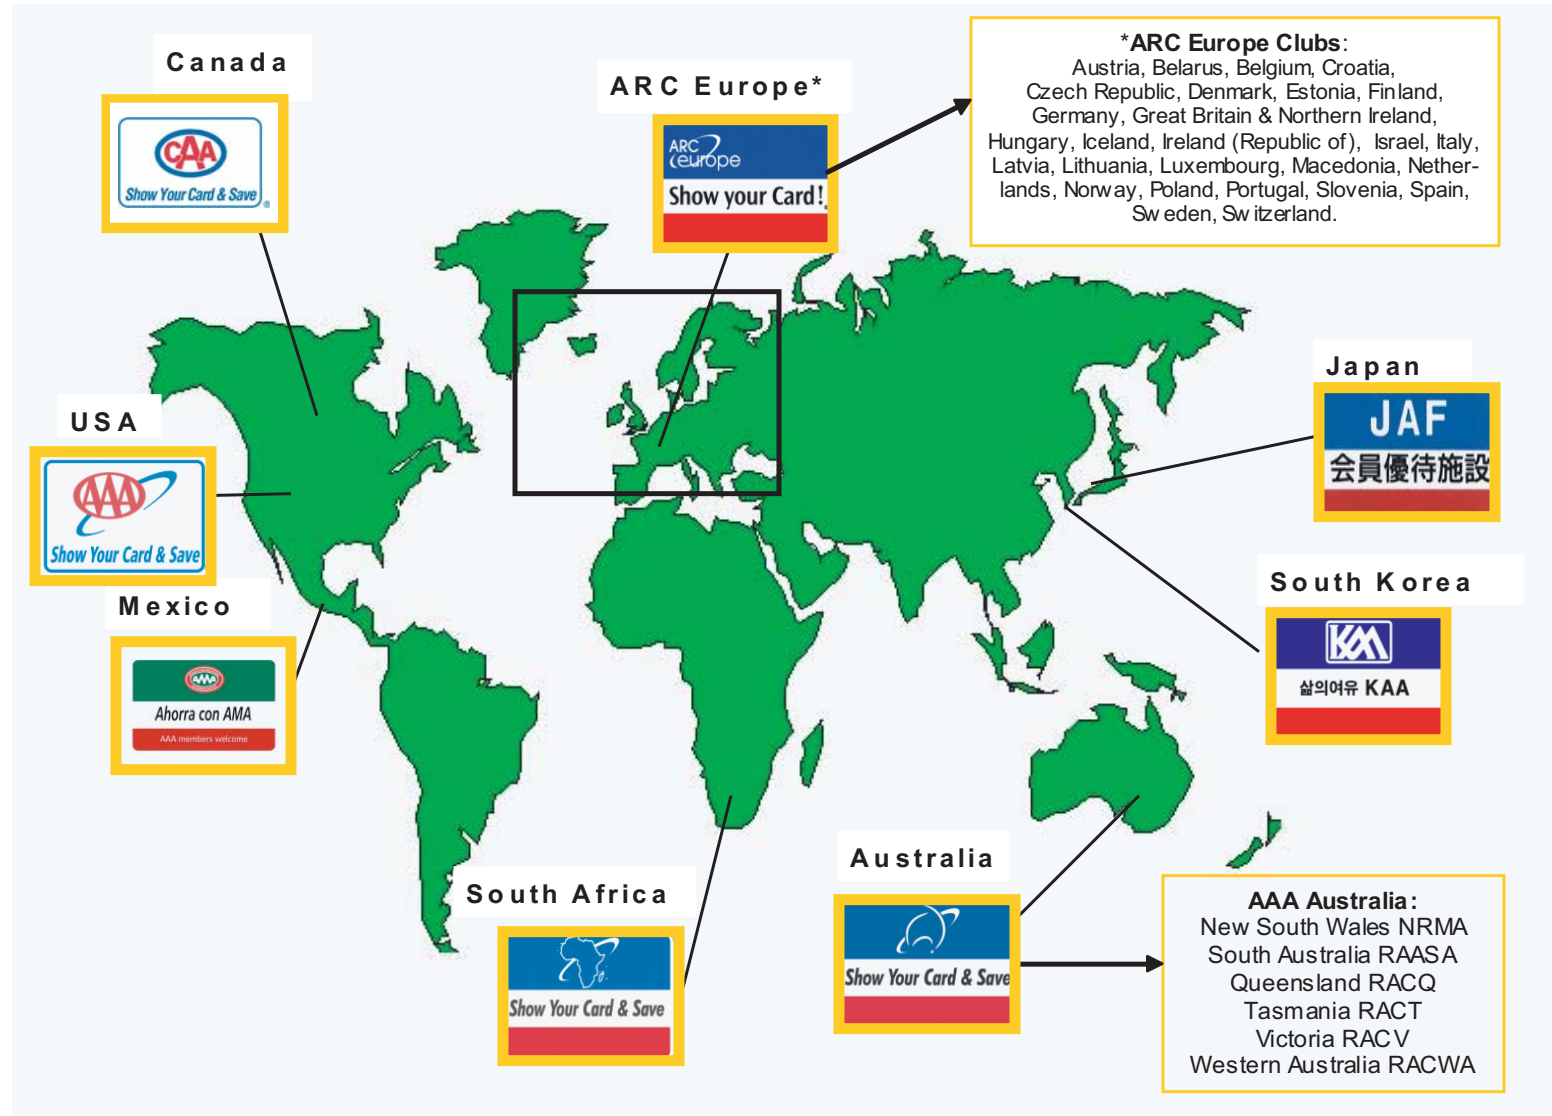 Canada
CAA
Show Your Card & Save
®
ARC Europe*
ARC
europe
Show your Card!
*ARC Europe Clubs:
Austria, Belarus, Belgium, Croatia,
Czech Republic, Denmark, Estonia, Finland,
Germany, Great Britain & Northern Ireland,
Hungary, Iceland, Ireland (Republic of), Israel, Italy,
Latvia, Lithuania, Luxembourg, Macedonia, Nether-
lands, Norway, Poland, Portugal, Slovenia, Spain,
Sweden, Switzerland.
USA
AAA
Show Your Card & Save
Japan
JAF
会員優待施設
Mexico
AMA
Ahorra con AMA
AAA members welcome
South Korea
KAA
삶의여유 KAA
South Africa
Show Your Card & Save
Australia
Show Your Card & Save
AAA Australia:
New South Wales NRMA
South Australia RAASA
Queensland RACQ
Tasmania RACT
Victoria RACV
Western Australia RACWA